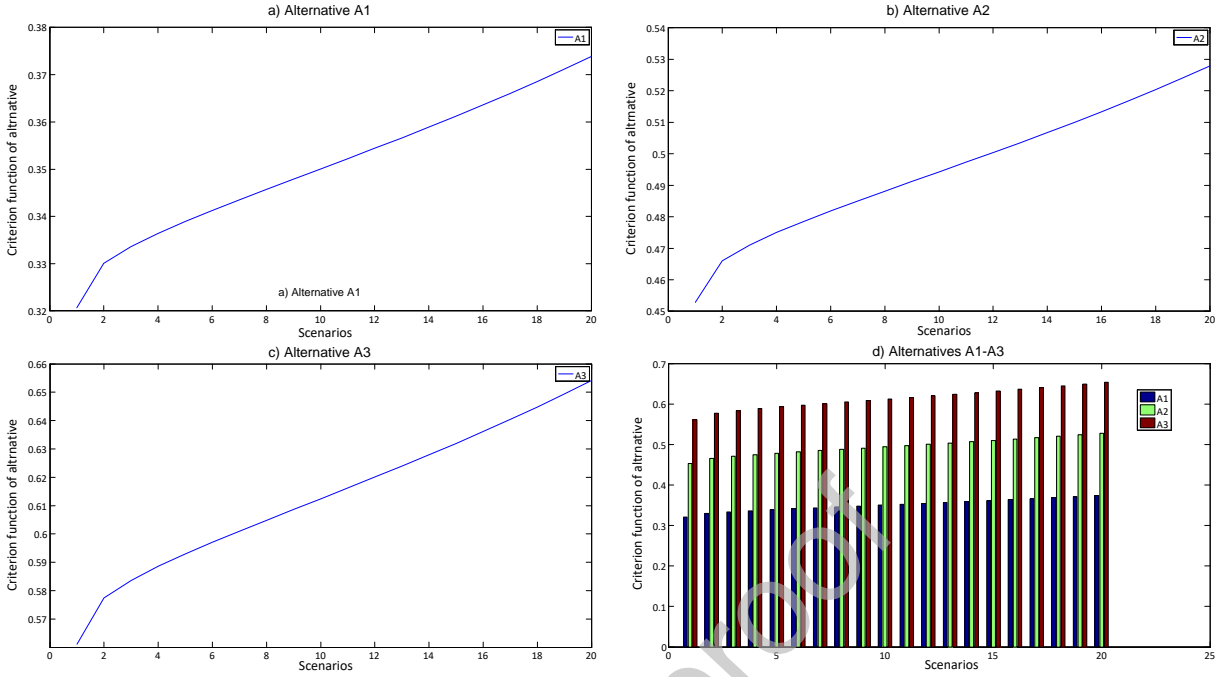 a) Alternative A1
0.38
0.37
0.36
0.35
0.34
0.33
0.32
Criterion function of altrnative
A1
a) Alternative A1
0 2 4 6 8 10 12 14 16 18 20
Scenarios
b) Alternative A2
0.54
0.53
0.52
0.51
0.5
0.49
0.48
0.47
0.46
0.45
Criterion function of altrnative
A2
0 2 4 6 8 10 12 14 16 18 20
Scenarios
c) Alternative A3
0.66
0.65
0.64
0.63
0.62
0.61
0.6
0.59
0.58
0.57
Criterion function of altrnative
A3
0 2 4 6 8 10 12 14 16 18 20
Scenarios
d) Alternatives A1-A3
0.7
0.6
0.5
0.4
0.3
0.2
0.1
0
Criterion function of altrnative
A1
A2
A3
0 5 10 15 20 25
Scenarios
proof